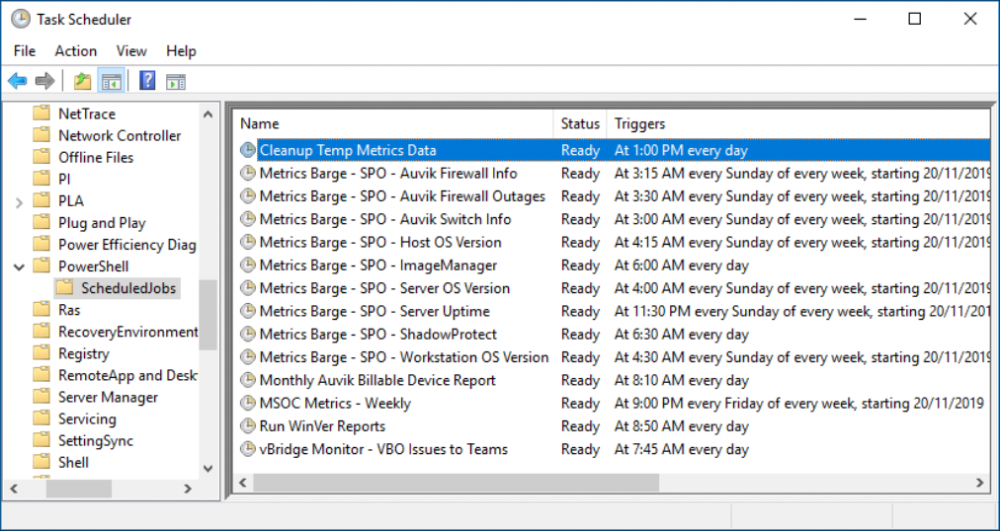 Task Scheduler
File Action View Help
NetTrace
Network Controller
Offline Files
PI
PLA
Plug and Play
Power Efficiency Diag
PowerShell
ScheduledJobs
Ras
RecoveryEnvironment
Registry
RemoteApp and Desk
Server Manager
Servicing
SettingSync
Shell
Name Status Triggers
Cleanup Temp Metrics Data Ready At 1:00 PM every day
Metrics Barge - SPO - Auvik Firewall Info Ready At 3:15 AM every Sunday of every week, starting 20/11/2019
Metrics Barge - SPO - Auvik Firewall Outages Ready At 3:30 AM every Sunday of every week, starting 20/11/2019
Metrics Barge - SPO - Auvik Switch Info Ready At 3:00 AM every Sunday of every week, starting 20/11/2019
Metrics Barge - SPO - Host OS Version Ready At 4:15 AM every Sunday of every week, starting 20/11/2019
Metrics Barge - SPO - ImageManager Ready At 6:00 AM every day
Metrics Barge - SPO - Server OS Version Ready At 4:00 AM every Sunday of every week, starting 20/11/2019
Metrics Barge - SPO - Server Uptime Ready At 11:30 PM every Sunday of every week, starting 20/11/201
Metrics Barge - SPO - ShadowProtect Ready At 6:30 AM every day
Metrics Barge - SPO - Workstation OS Version Ready At 4:30 AM every Sunday of every week, starting 20/11/2019
Monthly Auvik Billable Device Report Ready At 8:10 AM every day
MSOC Metrics - Weekly Ready At 9:00 PM every Friday of every week, starting 20/11/2019
Run WinVer Reports Ready At 8:50 AM every day
vBridge Monitor - VBO Issues to Teams Ready At 7:45 AM every day